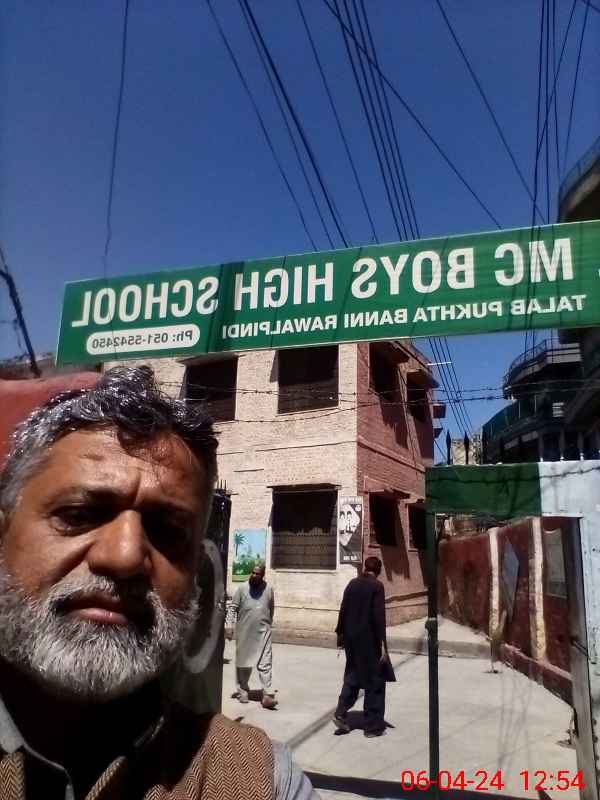 MC BOYS HIGH SCHOOL
TALAB PUKHTA BANNI RAWALPINDI
Ph: 051-5542450
06-04-24 12:54